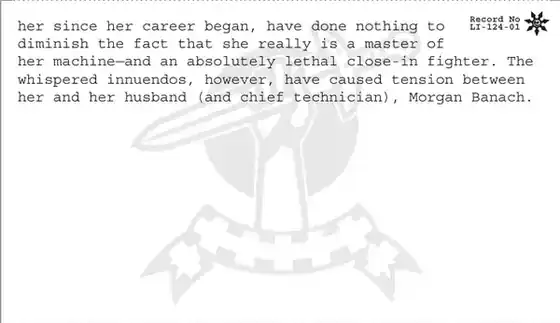 her since her career began, have done nothing to
Record No
LI-124-01
diminish the fact that she really is a master of
her machine—and an absolutely lethal close-in fighter. The
whispered innuendos, however, have caused tension between
her and her husband (and chief technician), Morgan Banach.